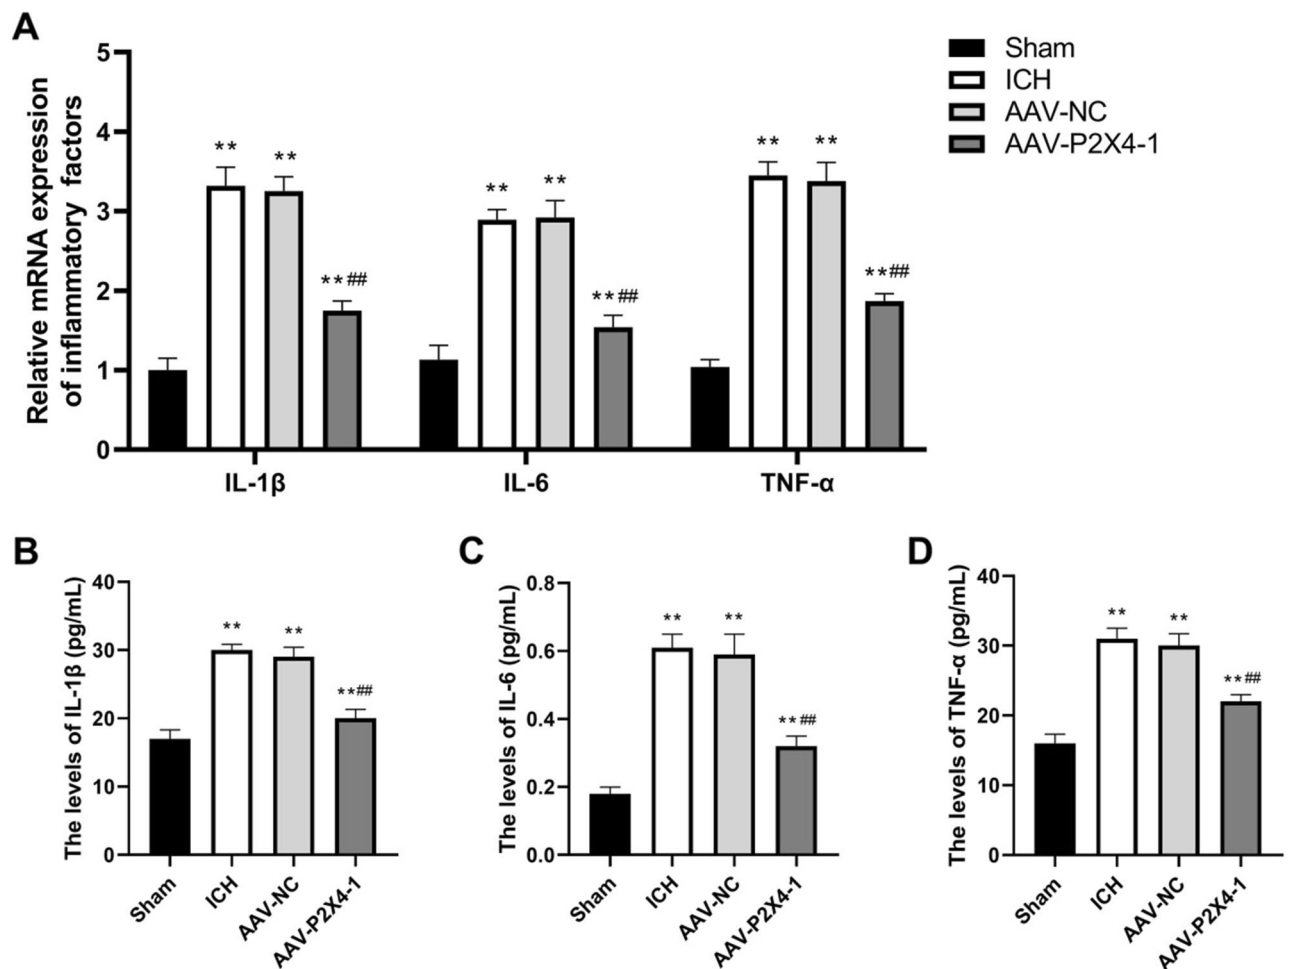 A
Relative mRNA expression
of inflammatory factors
5
4
3
2
1
0
** ** **##
** ** **##
** ** **##
IL-1β IL-6 TNF-α
Sham
ICH
AAV-NC
AAV-P2X4-1
B
The levels of IL-1β (pg/mL)
40
30
20
10
0
** ** **##
Sham ICH AAV-NC AAV-P2X4-1
C
The levels of IL-6 (pg/mL)
0.8
0.6
0.4
0.2
0.0
** ** **##
Sham ICH AAV-NC AAV-P2X4-1
D
The levels of TNF-α (pg/mL)
40
30
20
10
0
** ** **##
Sham ICH AAV-NC AAV-P2X4-1